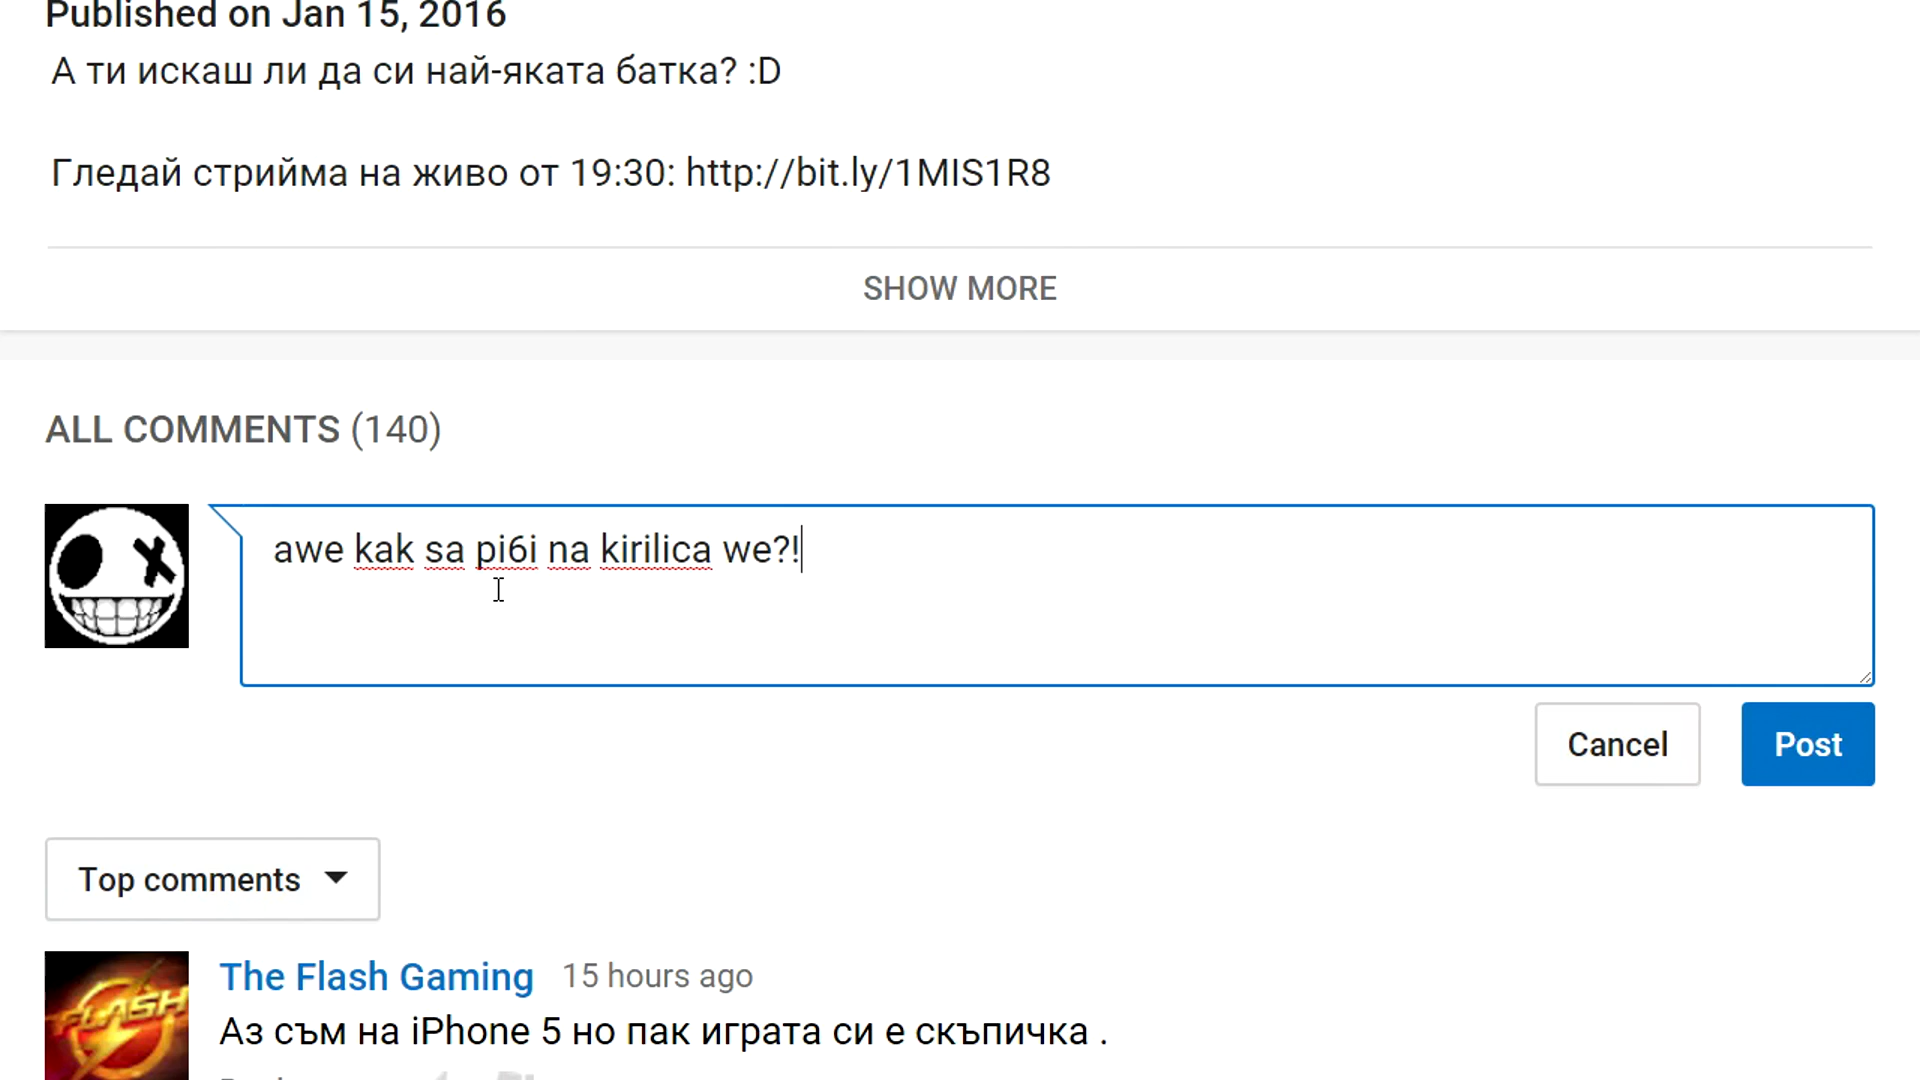 Published on Jan 15, 2016
А ти искаш ли да си най-яката батка? :D
Гледай стрийма на живо от 19:30: http://bit.ly/1MIS1R8
SHOW MORE
ALL COMMENTS (140)
awe kak sa pi6i na kirilica we?!
Cancel
Post
Top comments
The Flash Gaming 15 hours ago
FLASH
Аз съм на iPhone 5 но пак играта си е скъпичка .